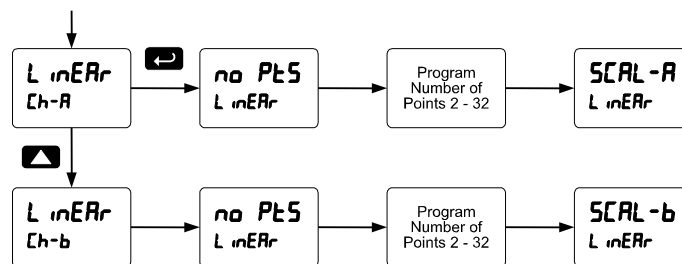 LinEAr
Ch-A
no PtS
LinEAr
Program
Number of
Points 2 - 32
SCAL-A
LinEAr
LinEAr
Ch-b
no PtS
LinEAr
Program
Number of
Points 2 - 32
SCAL-b
LinEAr